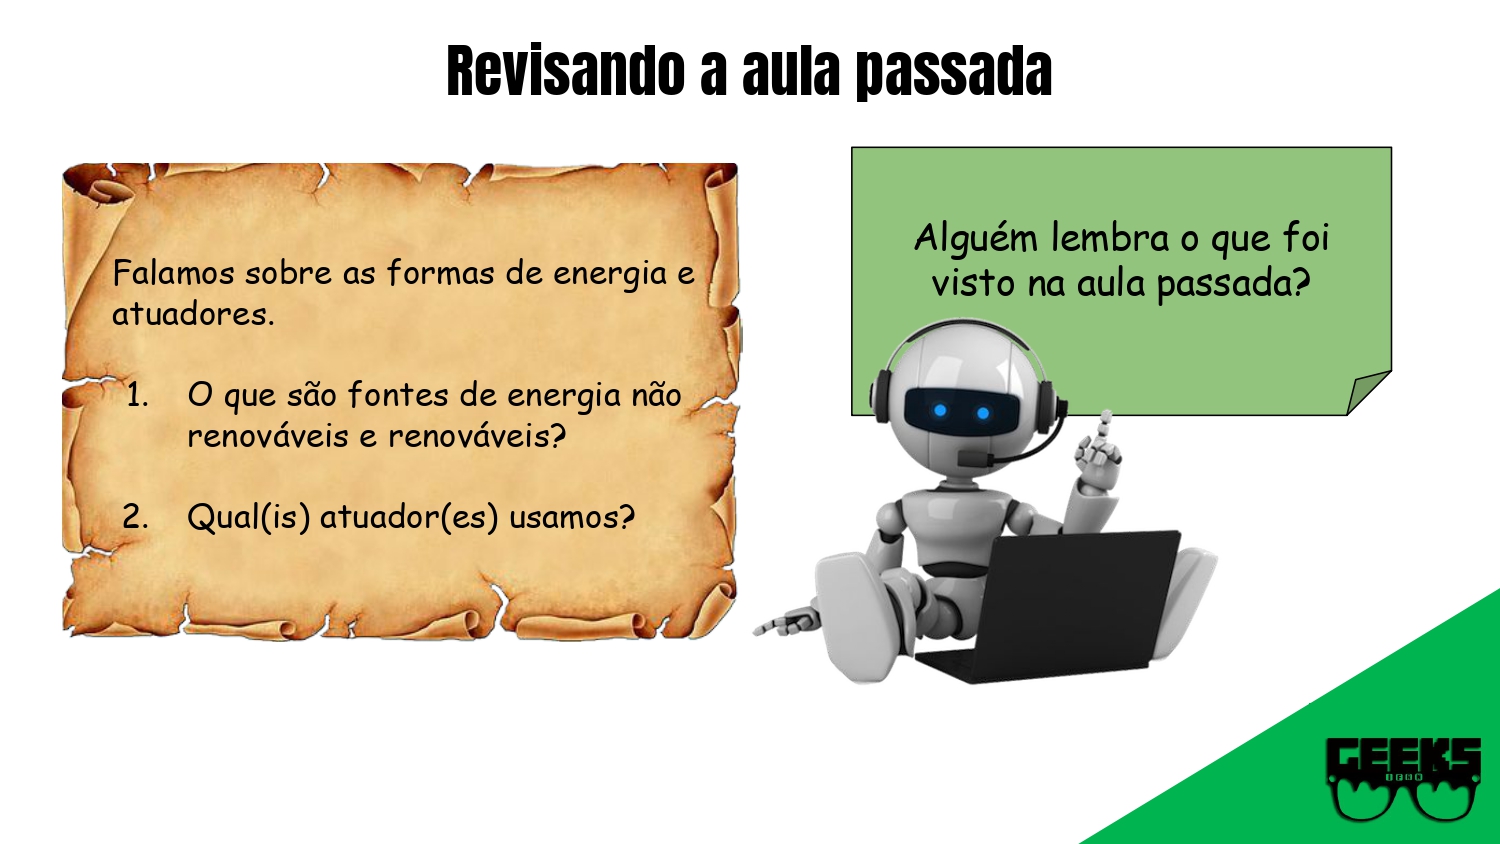 Revisando a aula passada
Falamos sobre as formas de energia e
atuadores.
1. O que são fontes de energia não
renováveis e renováveis?
2. Qual(is) atuador(es) usamos?
Alguém lembra o que foi
visto na aula passada?
GEEKS
IFRN